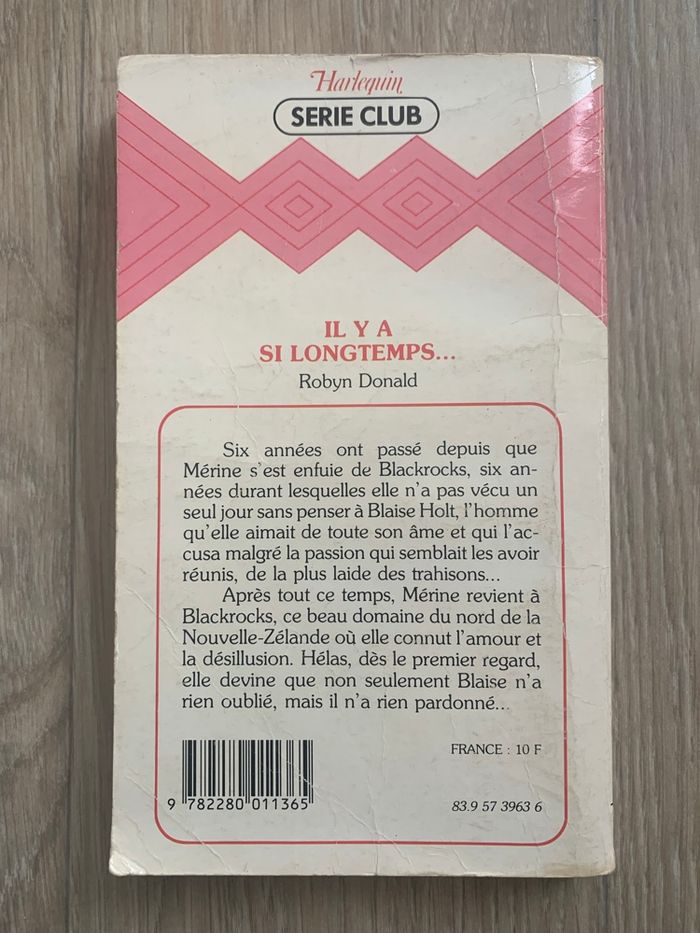 Harlequin
SERIE CLUB
IL Y A
SI LONGTEMPS...
Robyn Donald
Six années ont passé depuis que
Mérine s'est enfuie de Blackrocks, six an-
nées durant lesquelles elle n'a pas vécu un
seul jour sans penser à Blaise Holt, l'homme
qu'elle aimait de toute son âme et qui l'ac-
cusa malgré la passion qui semblait les avoir
réunis, de la plus laide des trahisons...
Après tout ce temps, Mérine revient à
Blackrocks, ce beau domaine du nord de la
Nouvelle-Zélande où elle connut l'amour et
la désillusion. Hélas, dès le premier regard,
elle devine que non seulement Blaise n'a
rien oublié, mais il n'a rien pardonné...
FRANCE : 10 F
9 782280 011365
83.9 57 3963 6